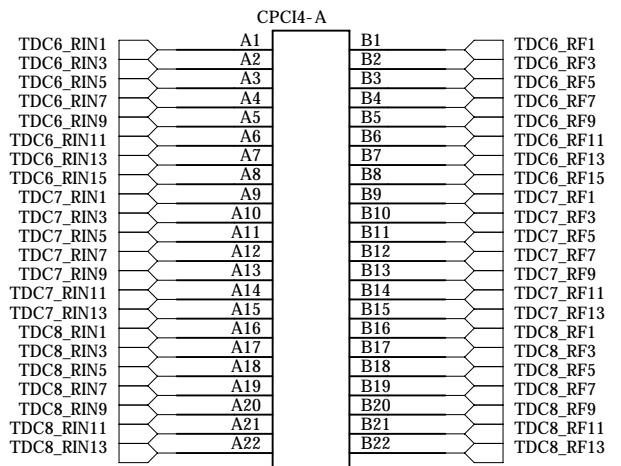 CPCI4-A
TDC6_RIN1 A1 B1 TDC6_RF1
TDC6_RIN3 A2 B2 TDC6_RF3
TDC6_RIN5 A3 B3 TDC6_RF5
TDC6_RIN7 A4 B4 TDC6_RF7
TDC6_RIN9 A5 B5 TDC6_RF9
TDC6_RIN11 A6 B6 TDC6_RF11
TDC6_RIN13 A7 B7 TDC6_RF13
TDC6_RIN15 A8 B8 TDC6_RF15
TDC7_RIN1 A9 B9 TDC7_RF1
TDC7_RIN3 A10 B10 TDC7_RF3
TDC7_RIN5 A11 B11 TDC7_RF5
TDC7_RIN7 A12 B12 TDC7_RF7
TDC7_RIN9 A13 B13 TDC7_RF9
TDC7_RIN11 A14 B14 TDC7_RF11
TDC7_RIN13 A15 B15 TDC7_RF13
TDC8_RIN1 A16 B16 TDC8_RF1
TDC8_RIN3 A17 B17 TDC8_RF3
TDC8_RIN5 A18 B18 TDC8_RF5
TDC8_RIN7 A19 B19 TDC8_RF7
TDC8_RIN9 A20 B20 TDC8_RF9
TDC8_RIN11 A21 B21 TDC8_RF11
TDC8_RIN13 A22 B22 TDC8_RF13